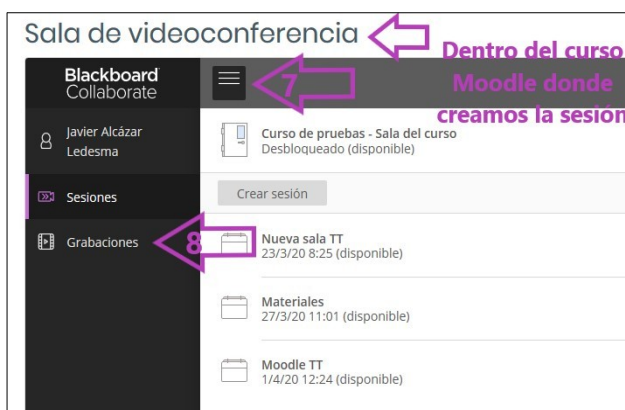 Sala de videoconferencia
Dentro del curso
Moodle donde
creamos la sesión
Blackboard
Collaborate
7
Javier Alcázar
Ledesma
Sesiones
Grabaciones
8
Curso de pruebas - Sala del curso
Desbloqueado (disponible)
Crear sesión
Nueva sala TT
23/3/20 8:25 (disponible)
Materiales
27/3/20 11:01 (disponible)
Moodle TT
1/4/20 12:24 (disponible)